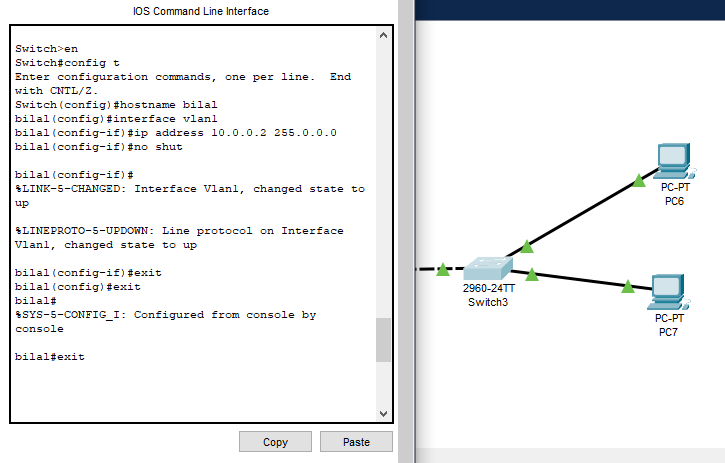 IOS Command Line Interface
Switch>en
Switch#config t
Enter configuration commands, one per line.  End
with CNTL/Z.
Switch(config)#hostname bilal
bilal(config)#interface vlan1
bilal(config-if)#ip address 10.0.0.2 255.0.0.0
bilal(config-if)#no shut
bilal(config-if)#
%LINK-5-CHANGED: Interface Vlan1, changed state to
up
%LINEPROTO-5-UPDOWN: Line protocol on Interface
Vlan1, changed state to up
bilal(config-if)#exit
bilal(config)#exit
bilal#
%SYS-5-CONFIG_I: Configured from console by
console
bilal#exit
Copy
Paste
PC-PT
PC6
2960-24TT
Switch3
PC-PT
PC7